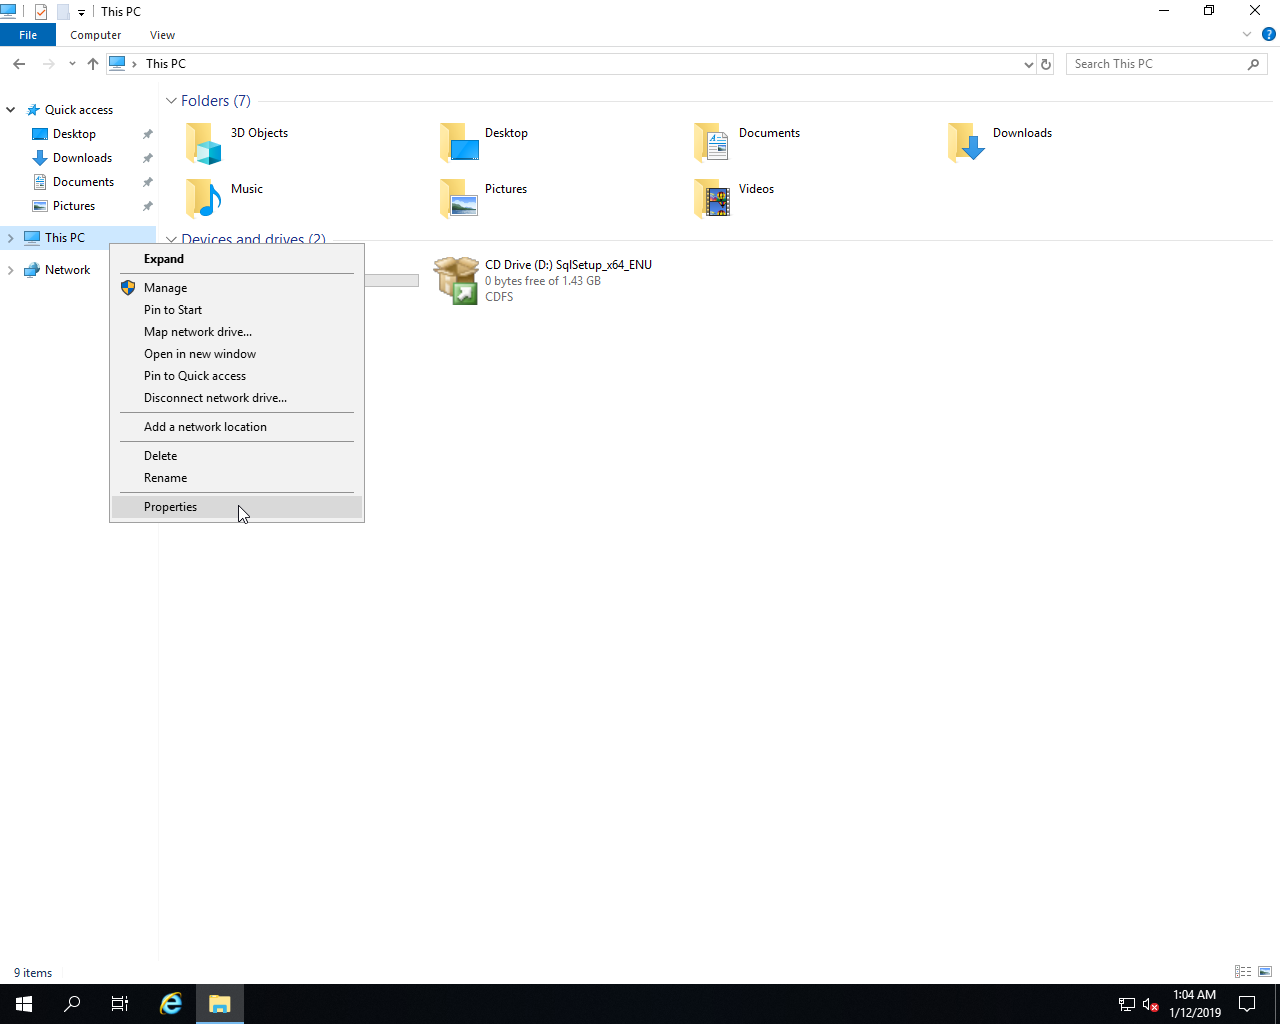 This PC
File
Computer
View
This PC
Search This PC
Quick access
Desktop
Downloads
Documents
Pictures
This PC
Network
Folders (7)
3D Objects
Desktop
Documents
Downloads
Music
Pictures
Videos
Devices and drives (2)
CD Drive (D:) SqlSetup_x64_ENU
0 bytes free of 1.43 GB
CDFS
Expand
Manage
Pin to Start
Map network drive...
Open in new window
Pin to Quick access
Disconnect network drive...
Add a network location
Delete
Rename
Properties
9 items
1:04 AM
1/12/2019